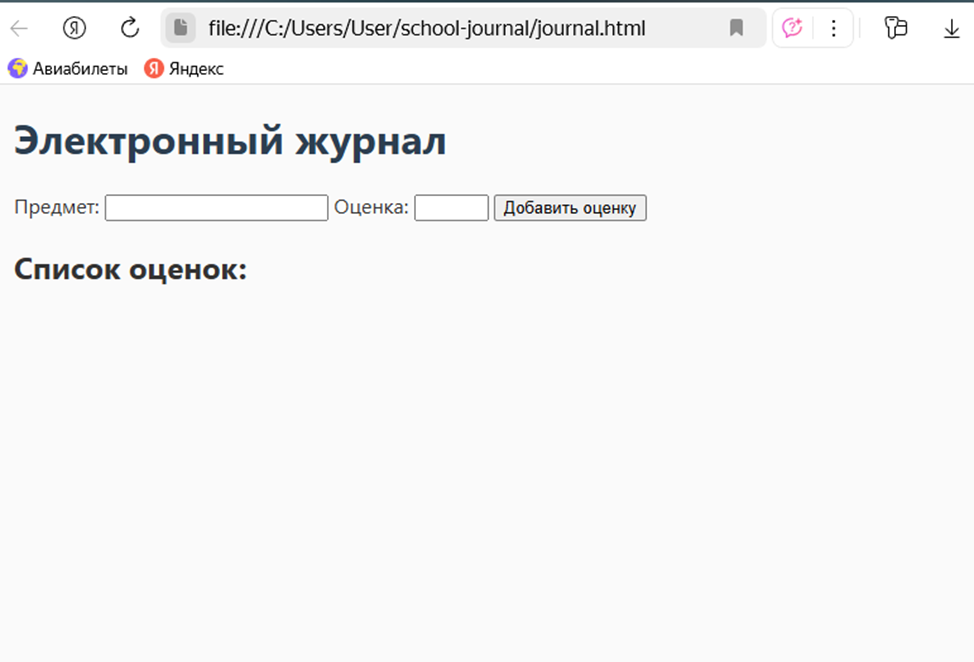 file:///C:/Users/User/school-journal/journal.html
Авиабилеты Я Яндекс
Электронный журнал
Предмет: Оценка: Добавить оценку
Список оценок: